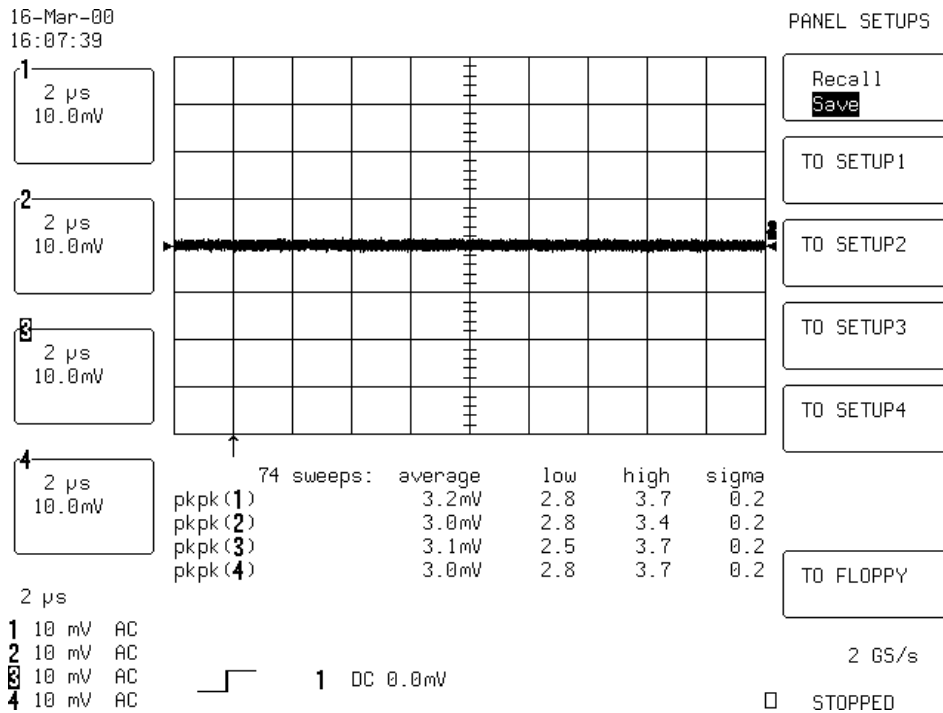 16-Mar-00
16:07:39
PANEL SETUPS
1
2 µs
10.0mV
2
2 µs
10.0mV
3
2 µs
10.0mV
4
2 µs
10.0mV
Recall
Save
TO SETUP1
TO SETUP2
TO SETUP3
TO SETUP4
TO FLOPPY
74 sweeps: average low high sigma
pkpk(1) 3.2mV 2.8 3.7 0.2
pkpk(2) 3.0mV 2.8 3.4 0.2
pkpk(3) 3.1mV 2.5 3.7 0.2
pkpk(4) 3.0mV 2.8 3.7 0.2
2 µs
1 10 mV AC
2 10 mV AC
3 10 mV AC
4 10 mV AC
1 DC 0.0mV
2 GS/s
STOPPED